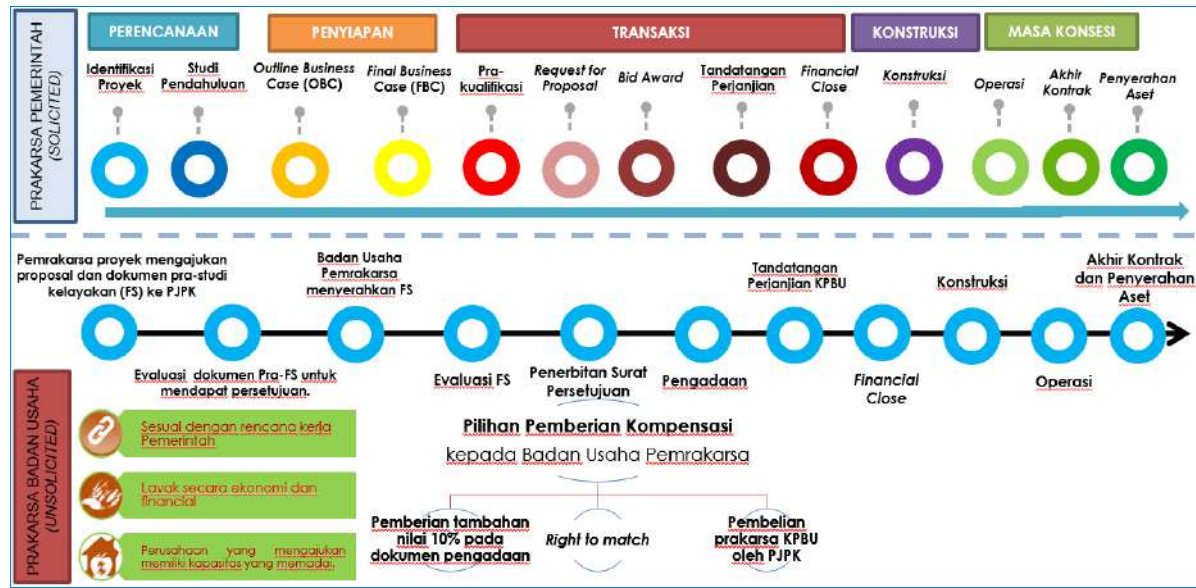 PRAKARSA PEMERINTAH
(SOLICITED)
PERENCANAAN
PENYIAPAN
TRANSAKSI
KONSTRUKSI
MASA KONSESI
Identifikasi
Proyek
Studi
Pendahuluan
Outline Business
Case (OBC)
Final Business
Case (FBC)
Pra-
kualifikasi
Request for
Proposal
Bid Award
Tandatangan
Perjanjian
Financial
Close
Konstruksi
Operasi
Akhir
Kontrak
Penyerahan
Aset
PRAKARSA BADAN USAHA
(UNSOLICITED)
Pemrakarsa proyek mengajukan
proposal dan dokumen pra-studi
kelayakan (FS) ke PJPK
Badan Usaha
Pemrakarsa
menyerahkan FS
Tandatangan
Perjanjian KPBU
Konstruksi
Akhir Kontrak
dan Penyerahan
Aset
Evaluasi dokumen Pra-FS untuk
mendapat persetujuan.
Evaluasi FS
Penerbitan Surat
Persetujuan
Pengadaan
Financial
Close
Operasi
Sesuai dengan rencana kerja
Pemerintah
Layak secara ekonomi dan
financial
Perusahaan yang mengajukan
memiliki kapasitas yang memadai.
Pilihan Pemberian Kompensasi
kepada Badan Usaha Pemrakarsa
Pemberian tambahan
nilai 10% pada
dokumen pengadaan
Right to match
Pembelian
prakarsa KPBU
oleh PJPK